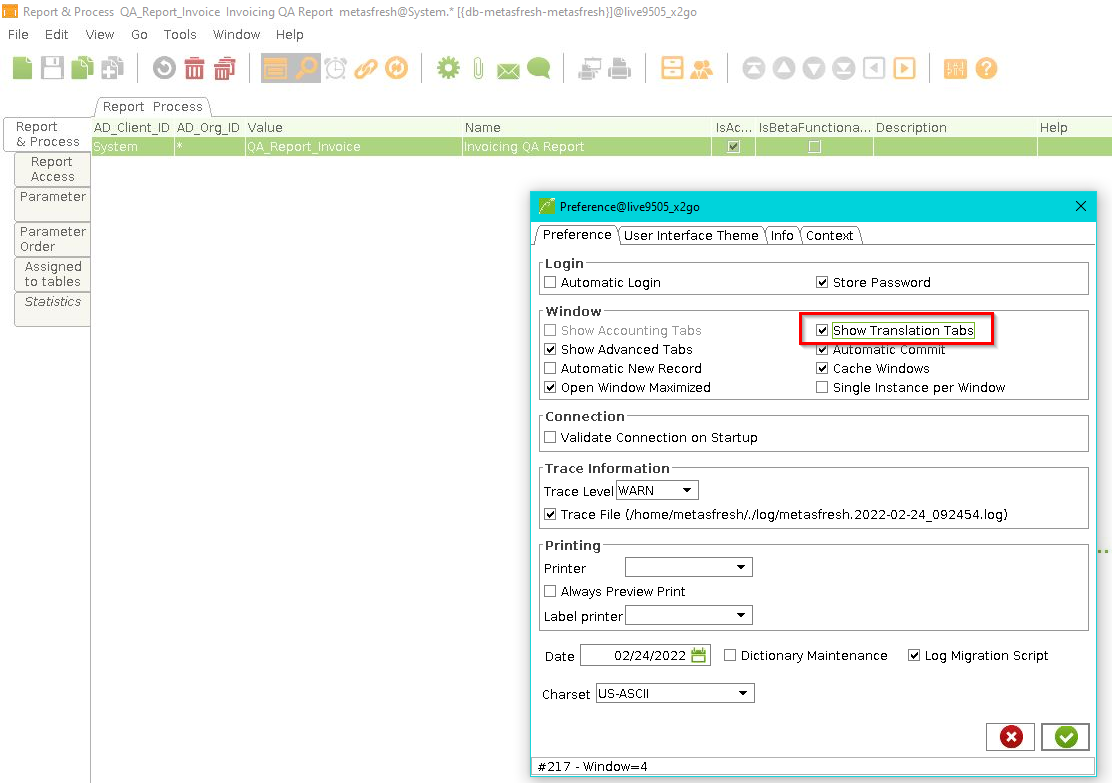 Report & Process  QA_Report_Invoice  Invoicing QA Report  metasfresh@System.* [{db-metasfresh-metasfresh}]@live9505_x2go
File Edit View Go Tools Window Help
Report Process
Report & Process
Report Access
Parameter
Parameter Order
Assigned to tables
Statistics
AD_Client_ID AD_Org_ID Value Name IsAc... IsBetaFunctiona... Description Help
System * QA_Report_Invoice Invoicing QA Report
Preference@live9505_x2go
Preference User Interface Theme Info Context
Login
Automatic Login Store Password
Window
Show Accounting Tabs Show Translation Tabs
Show Advanced Tabs Automatic Commit
Automatic New Record Cache Windows
Open Window Maximized Single Instance per Window
Connection
Validate Connection on Startup
Trace Information
Trace Level WARN
Trace File (/home/metasfresh/./log/metasfresh.2022-02-24_092454.log)
Printing
Printer
Always Preview Print
Label printer
Date 02/24/2022 Dictionary Maintenance Log Migration Script
Charset US-ASCII
#217 - Window=4